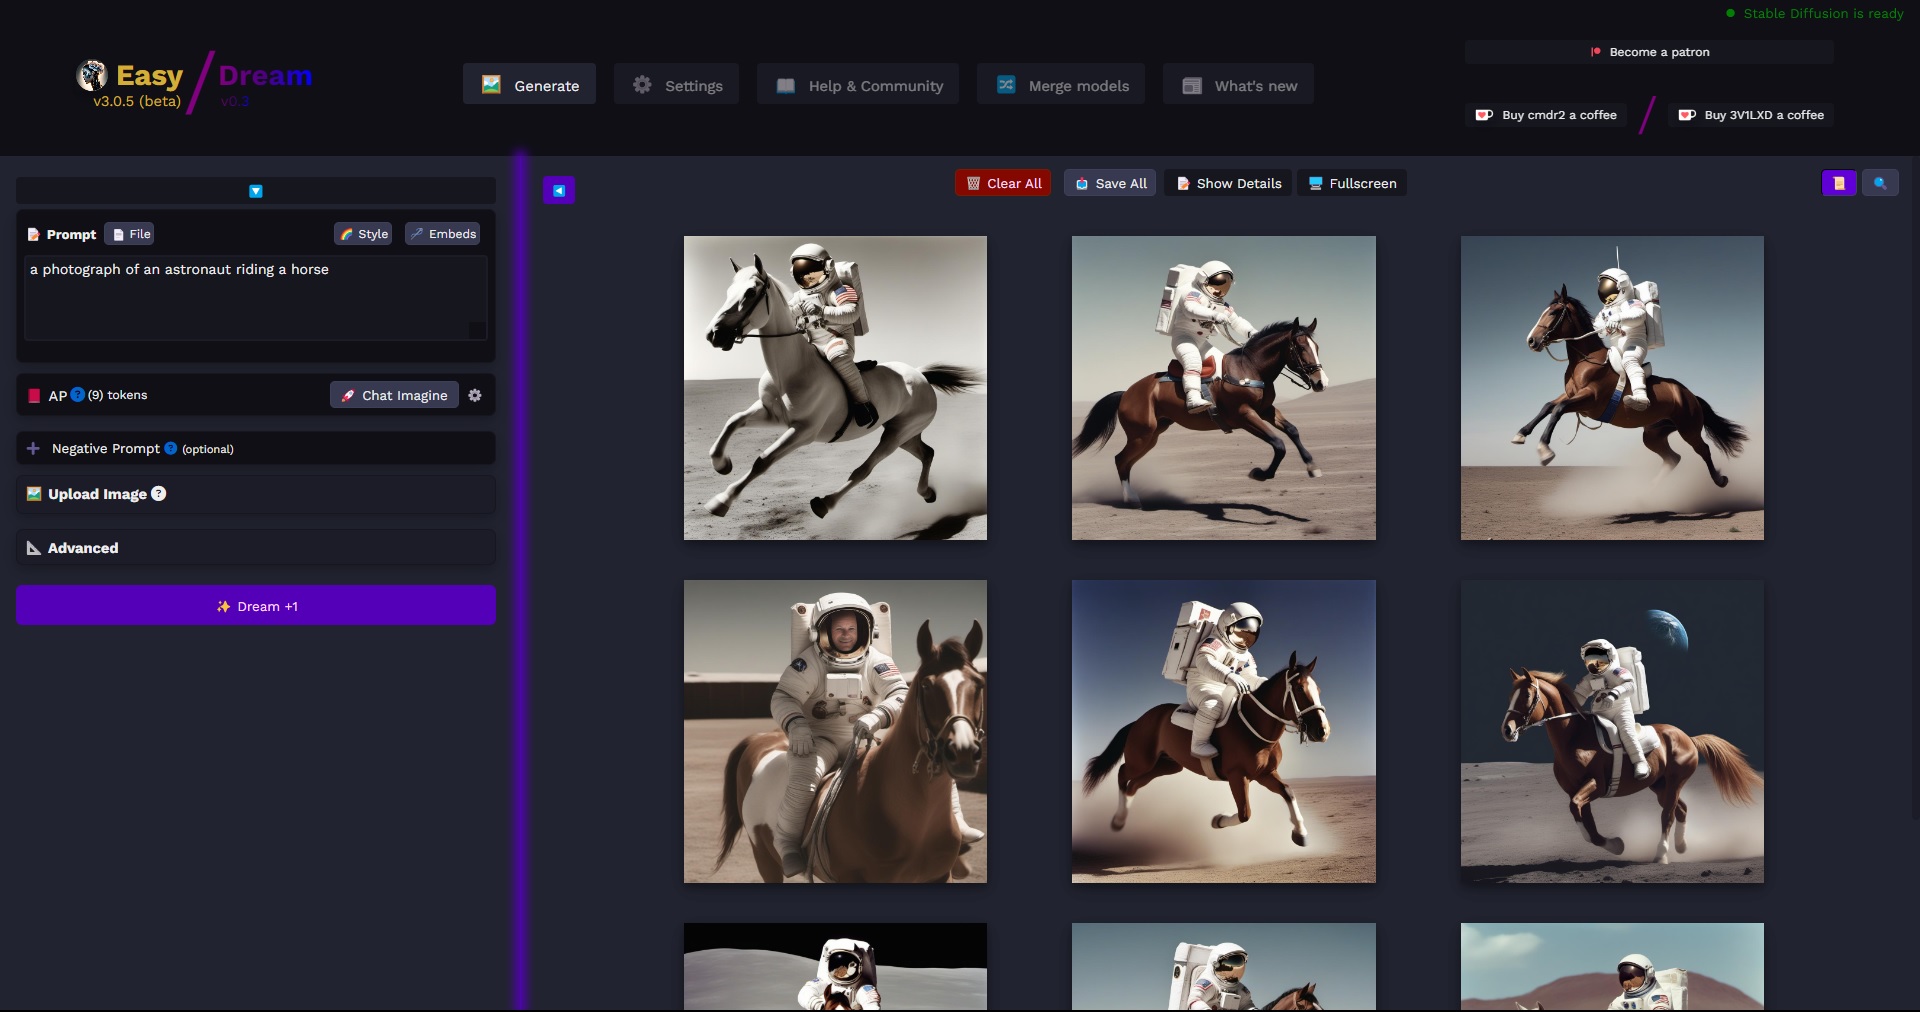 Stable Diffusion is ready
Easy Dream
v3.0.5 (beta) v0.3
Generate
Settings
Help & Community
Merge models
What's new
Become a patron
Buy cmdr2 a coffee
Buy 3V1LXD a coffee
Prompt
File
Style
Embeds
a photograph of an astronaut riding a horse
AP ? (9) tokens
Chat Imagine
Negative Prompt ? (optional)
Upload Image ?
Advanced
Dream +1
Clear All
Save All
Show Details
Fullscreen